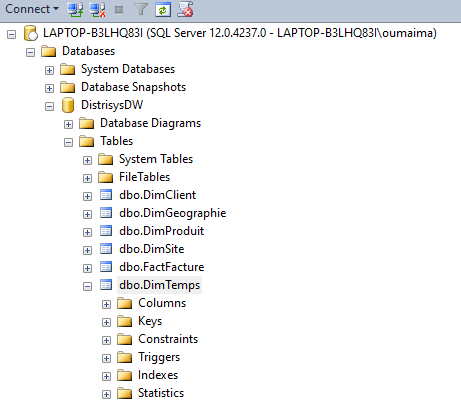 Connect
LAPTOP-B3LHQ83I (SQL Server 12.0.4237.0 - LAPTOP-B3LHQ83I\oumaima)
Databases
System Databases
Database Snapshots
DistrisysDW
Database Diagrams
Tables
System Tables
FileTables
dbo.DimClient
dbo.DimGeographie
dbo.DimProduit
dbo.DimSite
dbo.FactFacture
dbo.DimTemps
Columns
Keys
Constraints
Triggers
Indexes
Statistics